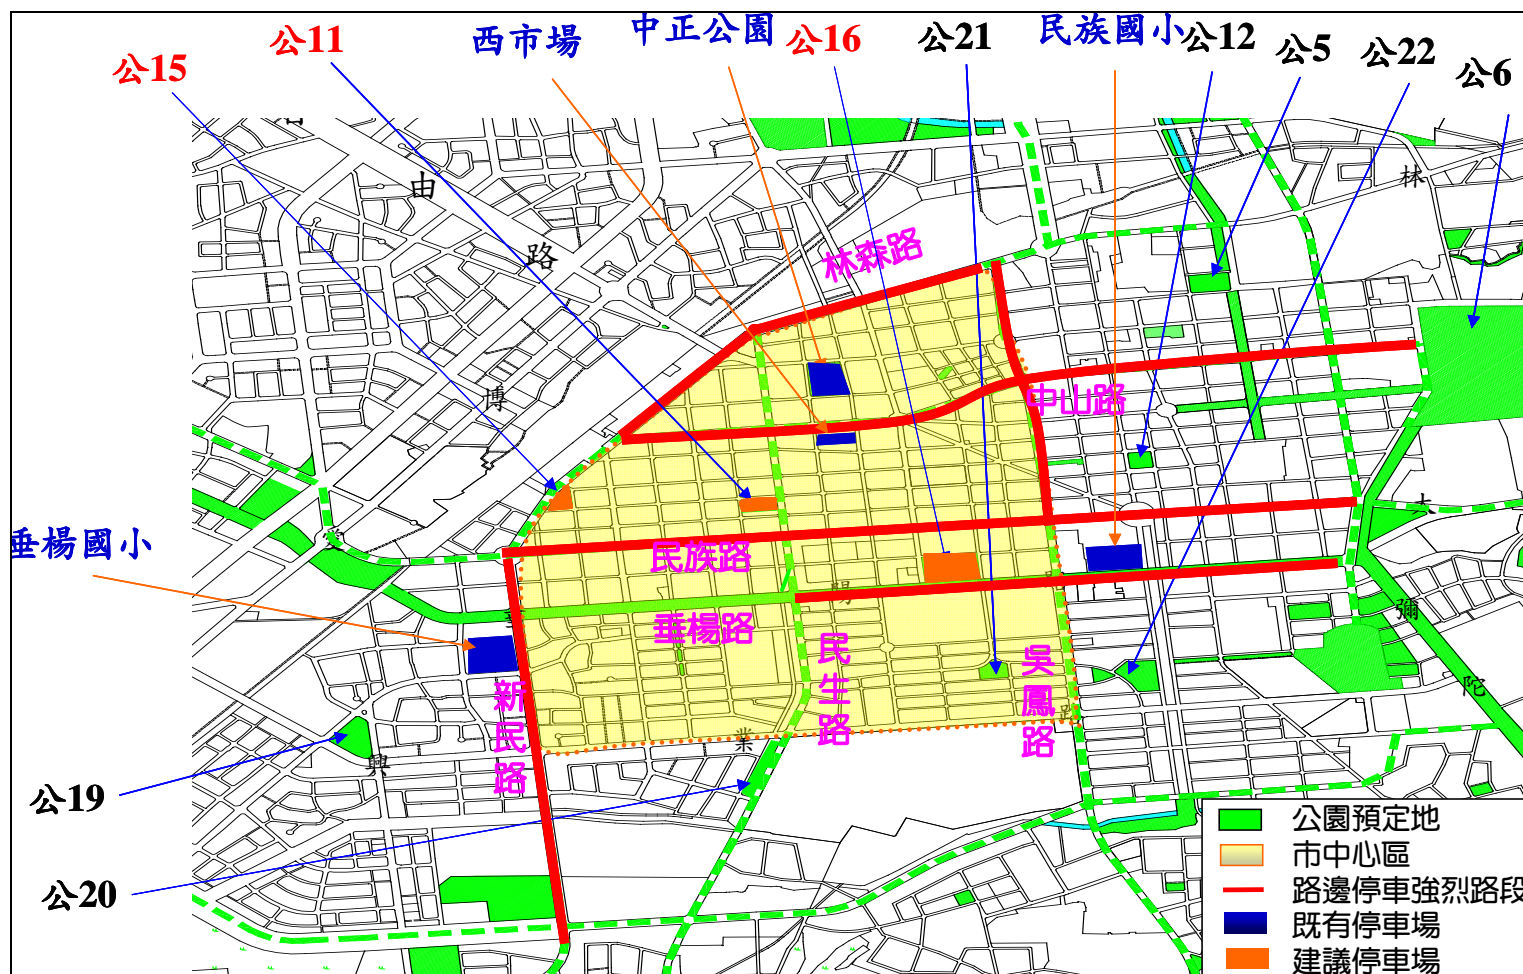 公15
公11
西市場
中正公園
公16
公21
民族國小
公12
公5
公22
公6
由
路
林
林森路
博
中山路
大
垂楊國小
民族路
陽
彌
垂楊路
民生路
吳鳳路
新民路
陀
路
業
興
公19
公20
公園預定地
市中心區
路邊停車強烈路段
既有停車場
建議停車場